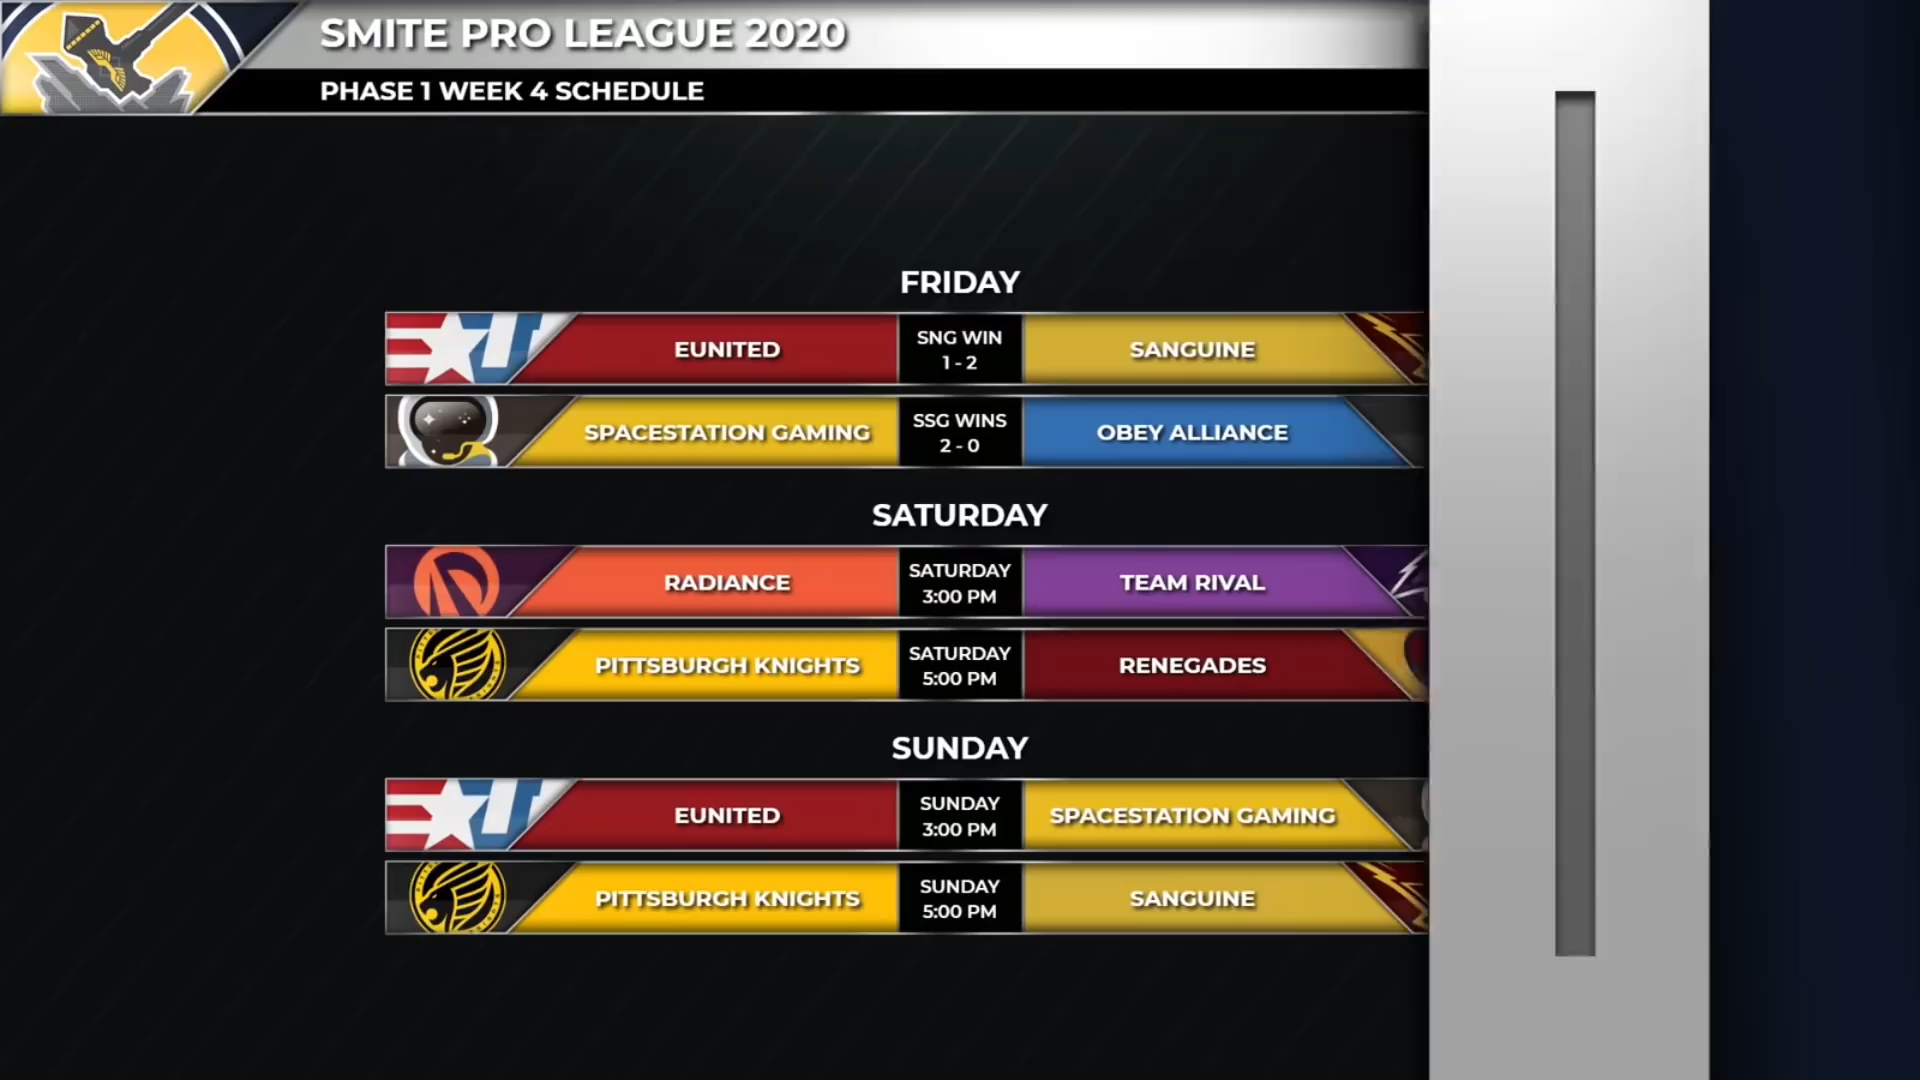 SMITE PRO LEAGUE 2020
PHASE 1 WEEK 4 SCHEDULE
FRIDAY
EUNITED
SNG WIN
1 - 2
SANGUINE
SPACESTATION GAMING
SSG WINS
2 - 0
OBEY ALLIANCE
SATURDAY
RADIANCE
SATURDAY
3:00 PM
TEAM RIVAL
PITTSBURGH KNIGHTS
SATURDAY
5:00 PM
RENEGADES
SUNDAY
EUNITED
SUNDAY
3:00 PM
SPACESTATION GAMING
PITTSBURGH KNIGHTS
SUNDAY
5:00 PM
SANGUINE